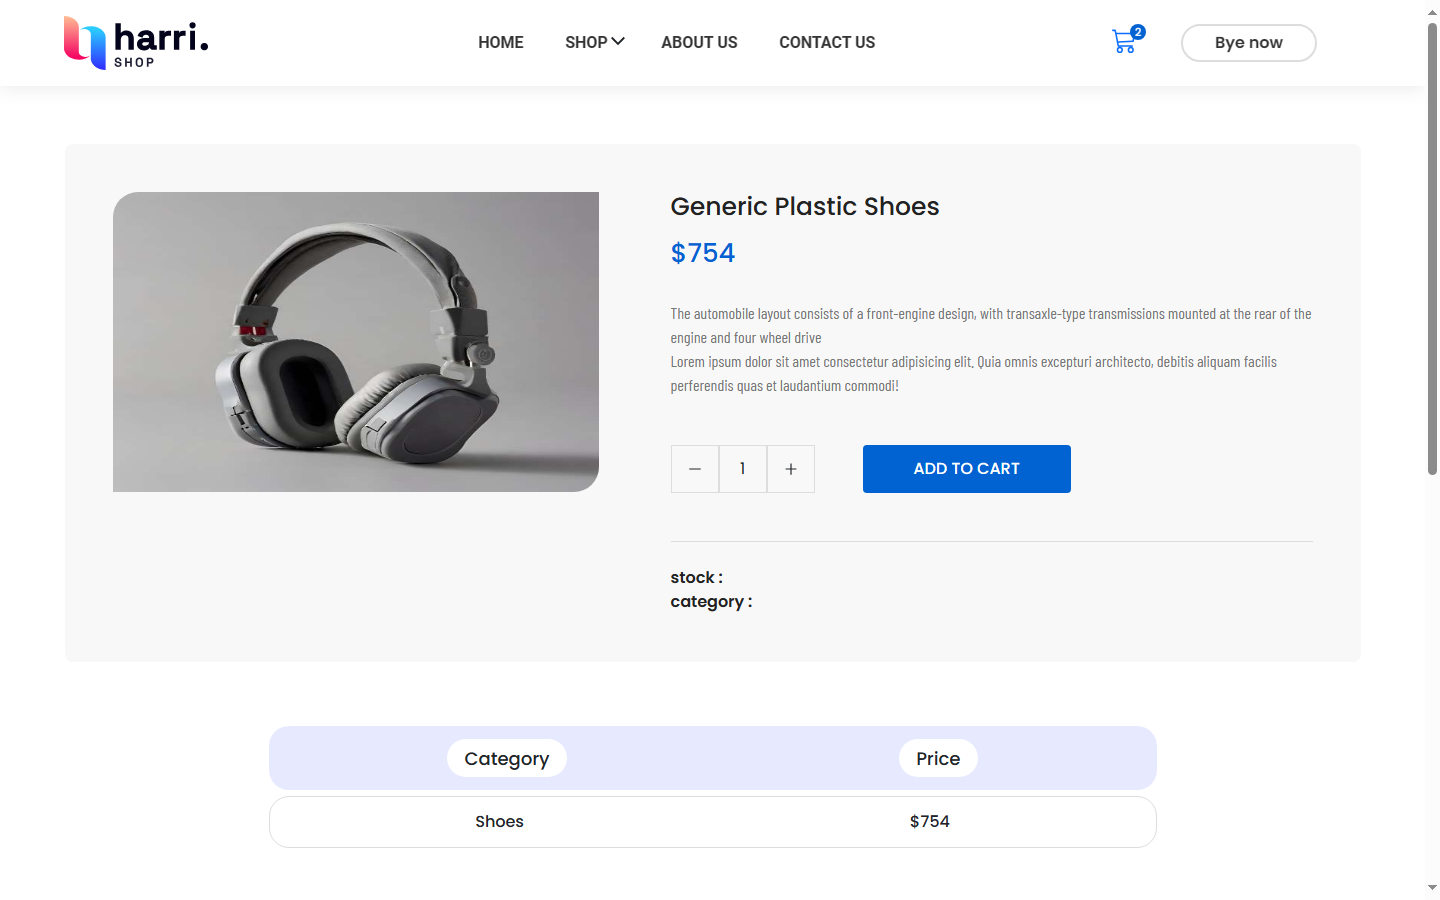 harri.
SHOP
HOME
SHOP
ABOUT US
CONTACT US
2
Bye now
Generic Plastic Shoes
$754
The automobile layout consists of a front-engine design, with transaxle-type transmissions mounted at the rear of the
engine and four wheel drive
Lorem ipsum dolor sit amet consectetur adipisicing elit. Quia omnis excepturi architecto, debitis aliquam facilis
perferendis quas et laudantium commodi!
1
ADD TO CART
stock :
category :
Category
Price
Shoes
$754